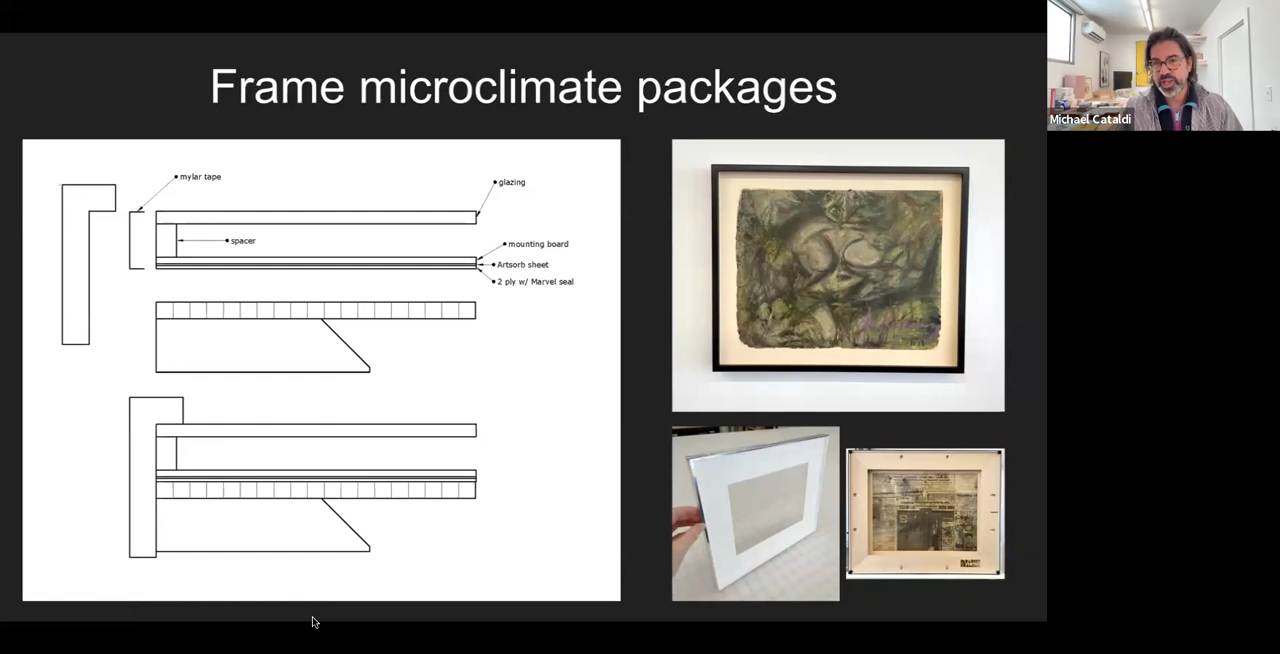 Frame microclimate packages
mylar tape
glazing
spacer
mounting board
Artsorb sheet
2 ply w/ Marvel seal
Michael Cataldi